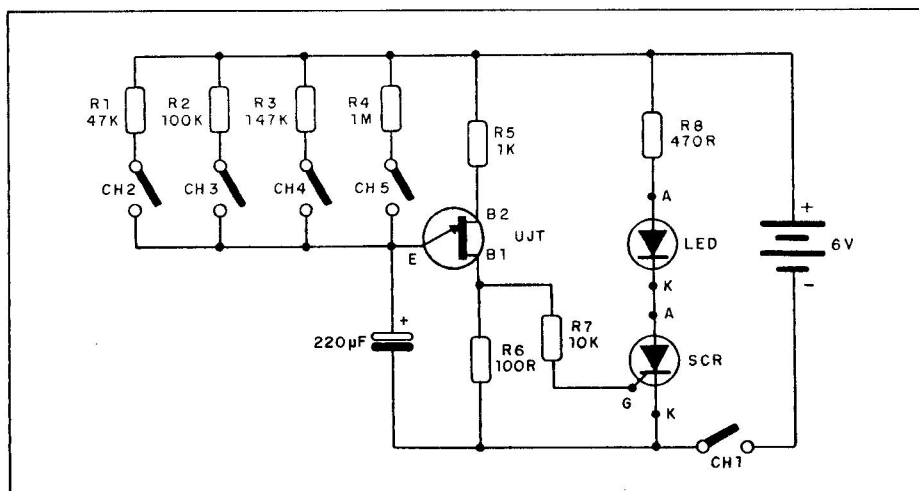 R1
47K
R2
100K
R3
147K
R4
1M
R5
1K
R8
470R
CH2
CH3
CH4
CH5
A
+
B2
UJT
LED
6V
E
B1
-
K
A
+
220µF
R6
100R
R7
10K
SCR
G
K
CH1